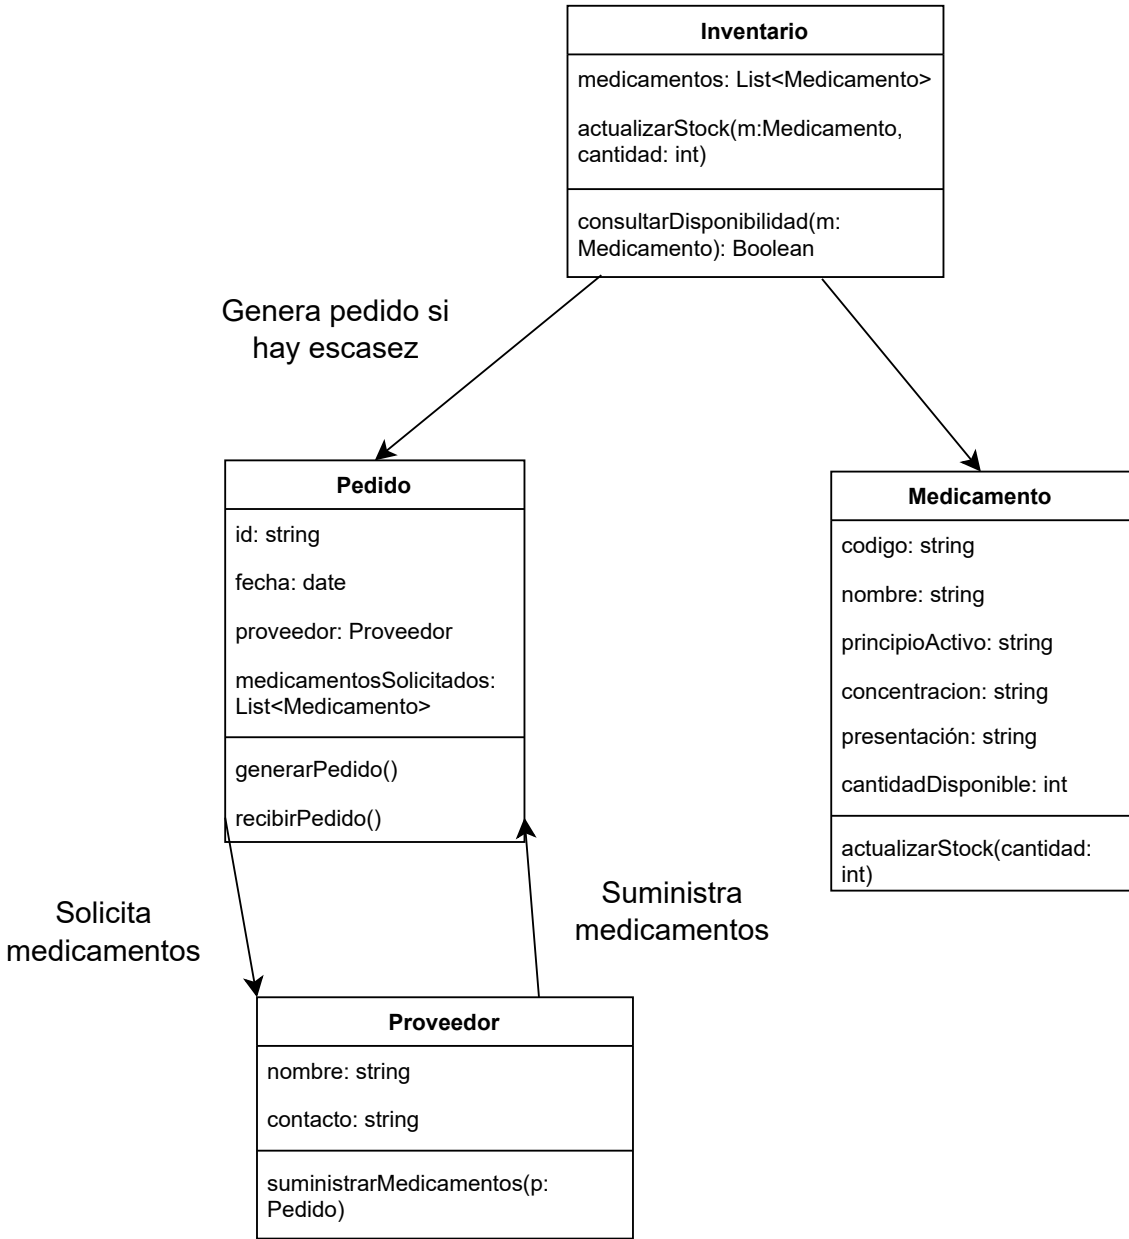 Inventario
medicamentos: List<Medicamento>
actualizarStock(m:Medicamento,
cantidad: int)
consultarDisponibilidad(m:
Medicamento): Boolean
Genera pedido si
hay escasez
Pedido
id: string
fecha: date
proveedor: Proveedor
medicamentosSolicitados:
List<Medicamento>
generarPedido()
recibirPedido()
Medicamento
codigo: string
nombre: string
principioActivo: string
concentracion: string
presentación: string
cantidadDisponible: int
actualizarStock(cantidad:
int)
Solicita
medicamentos
Suministra
medicamentos
Proveedor
nombre: string
contacto: string
suministrarMedicamentos(p:
Pedido)